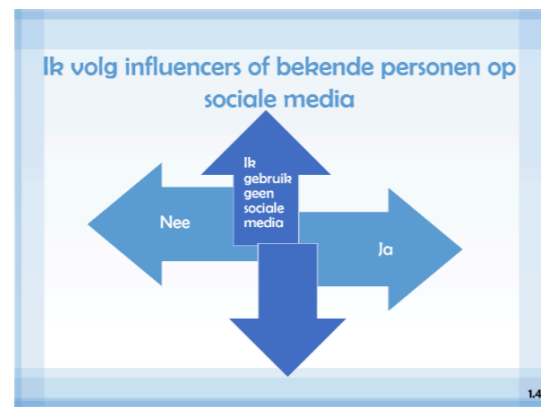 Ik volg influencers of bekende personen op
sociale media
Ik
gebruik
geen
sociale
media
Nee
Ja
1.4